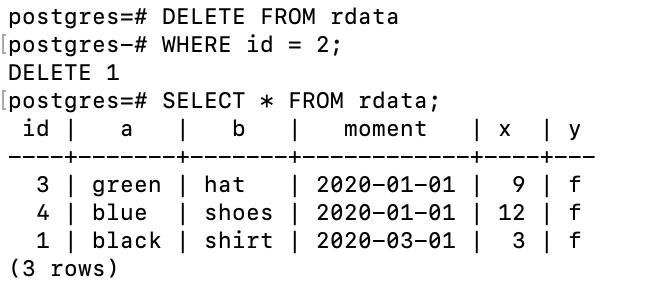 postgres=# DELETE FROM rdata
[postgres-# WHERE id = 2;
DELETE 1
[postgres=# SELECT * FROM rdata;
 id |   a   |   b   |   moment   | x  | y
----+-------+-------+------------+----+---
  3 | green | hat   | 2020-01-01 |  9 | f
  4 | blue  | shoes | 2020-01-01 | 12 | f
  1 | black | shirt | 2020-03-01 |  3 | f
(3 rows)